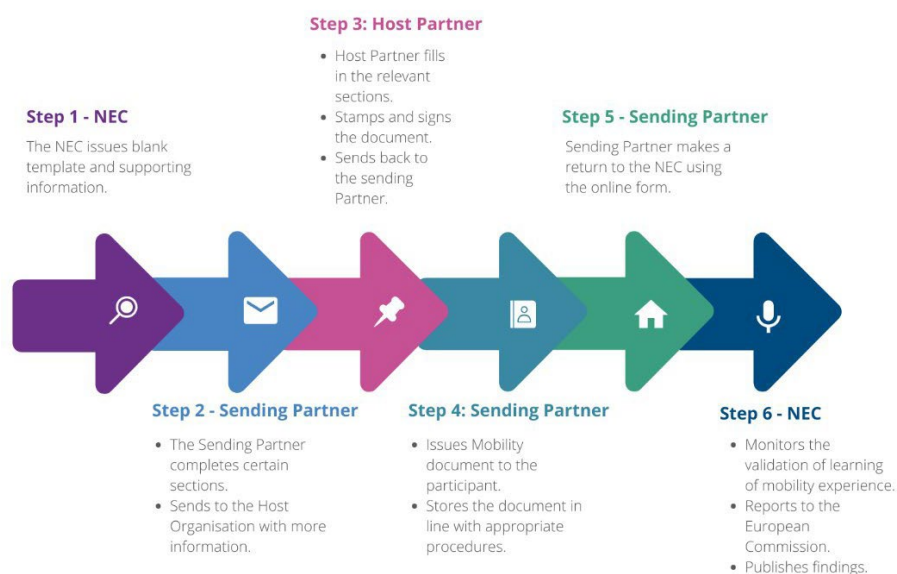 Step 1 - NEC
The NEC issues blank
template and supporting
information.
Step 2 - Sending Partner
• The Sending Partner
completes certain
sections.
• Sends to the Host
Organisation with more
information.
Step 3: Host Partner
• Host Partner fills
in the relevant
sections.
• Stamps and signs
the document.
• Sends back to
the sending
Partner.
Step 4: Sending Partner
• Issues Mobility
document to the
participant.
• Stores the document in
line with appropriate
procedures.
Step 5 - Sending Partner
Sending Partner makes a
return to the NEC using
the online form.
Step 6 - NEC
• Monitors the
validation of learning
of mobility experience.
• Reports to the
European
Commission.
• Publishes findings.